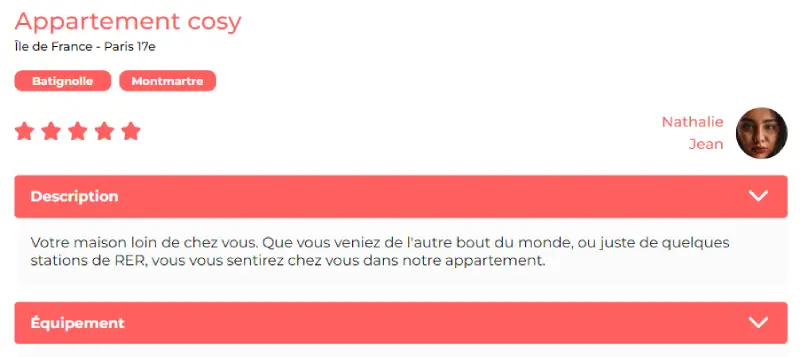 Appartement cosy
Île de France - Paris 17e
Batignolle
Montmartre
Nathalie
Jean
Description
Votre maison loin de chez vous. Que vous veniez de l'autre bout du monde, ou juste de quelques
stations de RER, vous vous sentirez chez vous dans notre appartement.
Équipement